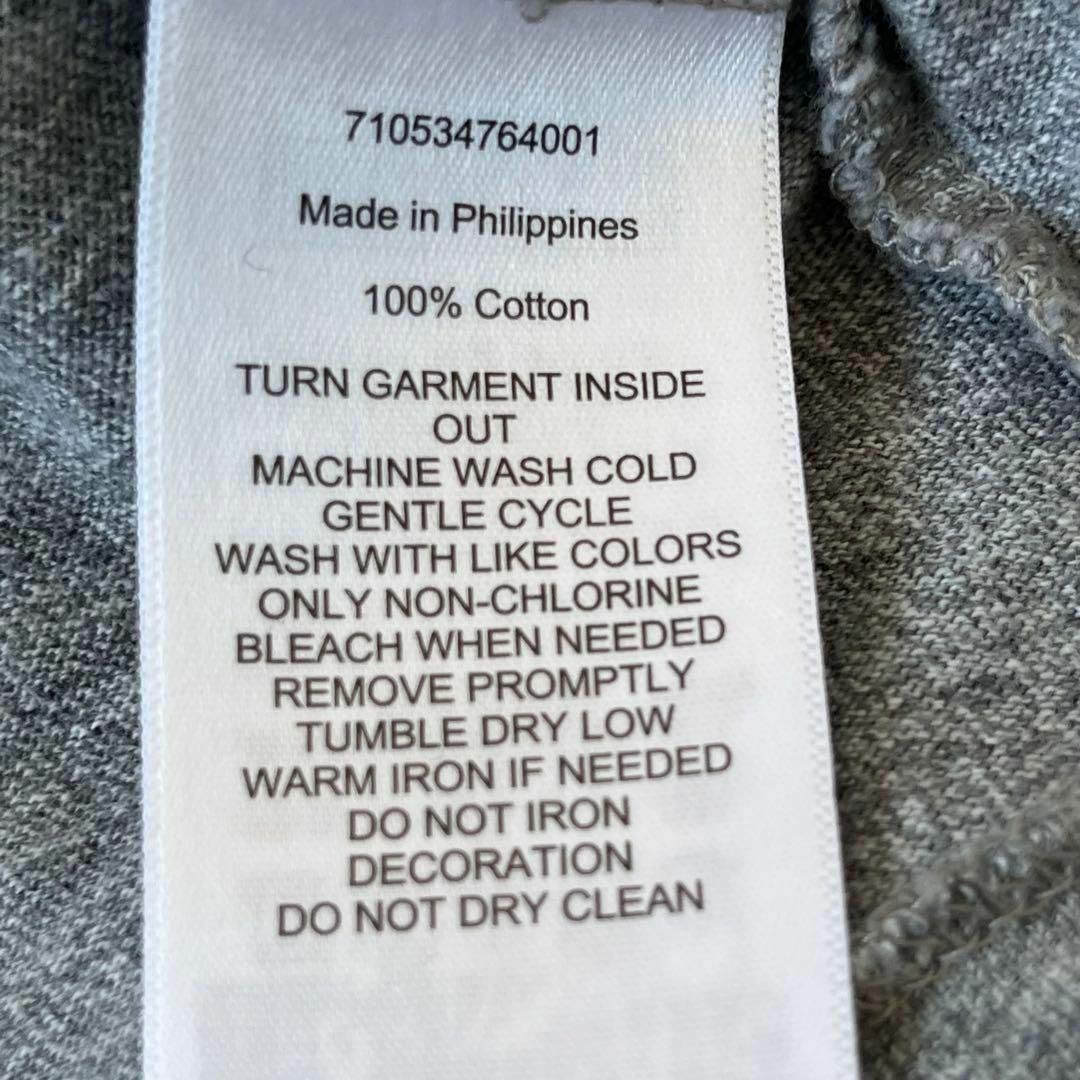 710534764001
Made in Philippines
100% Cotton
TURN GARMENT INSIDE
OUT
MACHINE WASH COLD
GENTLE CYCLE
WASH WITH LIKE COLORS
ONLY NON-CHLORINE
BLEACH WHEN NEEDED
REMOVE PROMPTLY
TUMBLE DRY LOW
WARM IRON IF NEEDED
DO NOT IRON
DECORATION
DO NOT DRY CLEAN